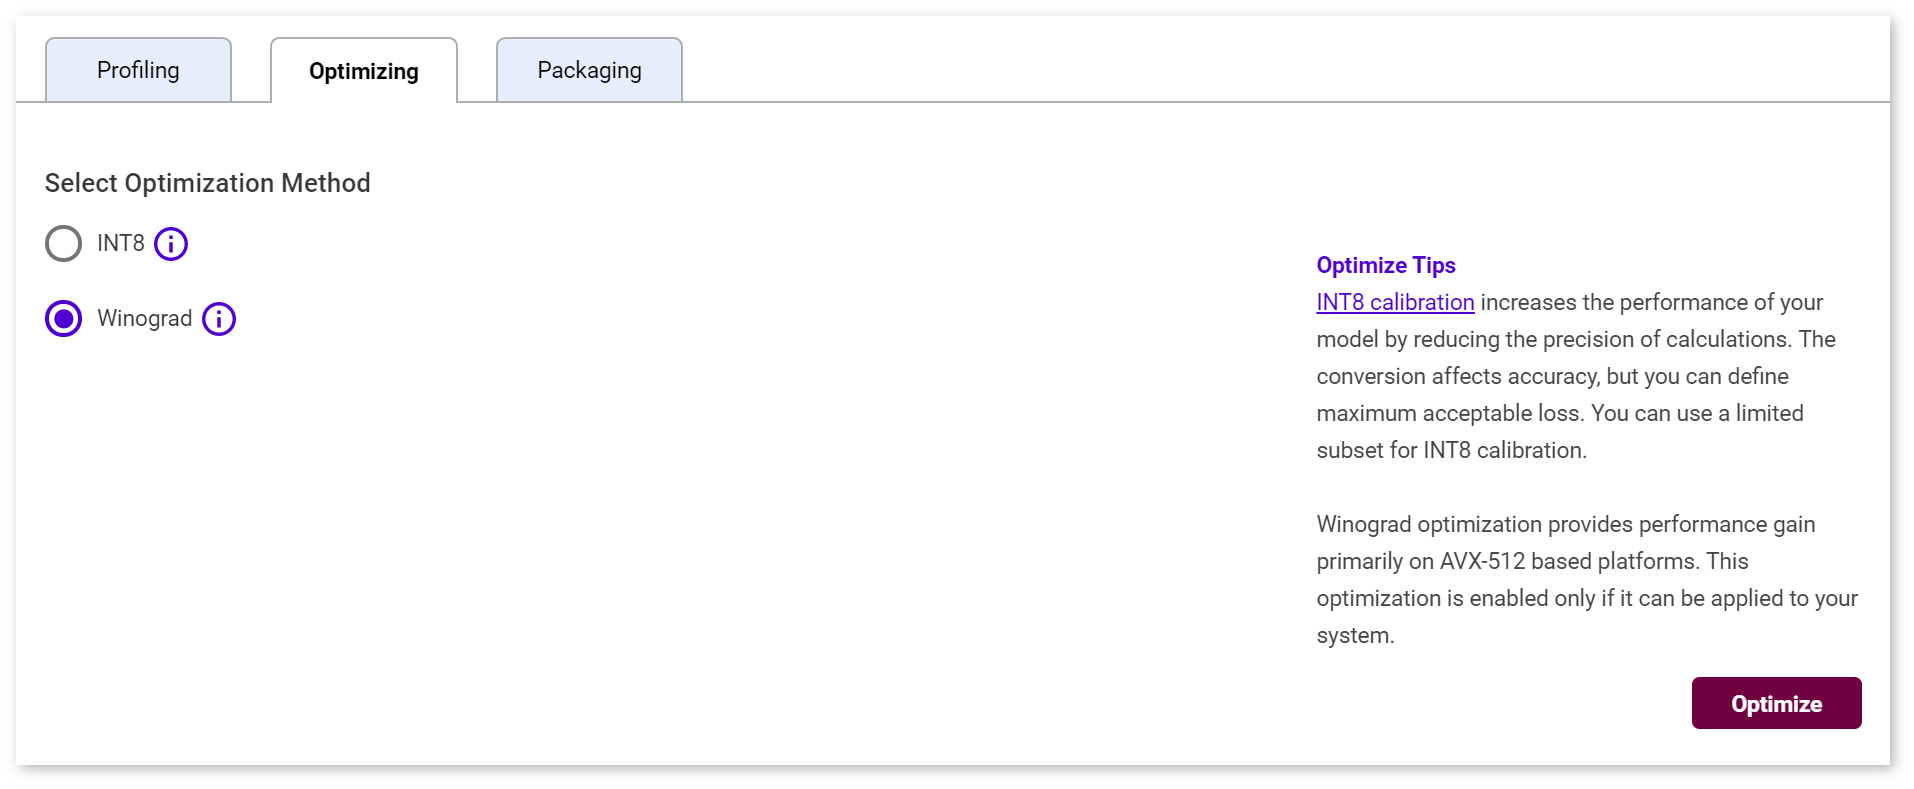 Profiling
Optimizing
Packaging
Select Optimization Method
INT8
Winograd
Optimize Tips
INT8 calibration increases the performance of your
model by reducing the precision of calculations. The
conversion affects accuracy, but you can define
maximum acceptable loss. You can use a limited
subset for INT8 calibration.
Winograd optimization provides performance gain
primarily on AVX-512 based platforms. This
optimization is enabled only if it can be applied to your
system.
Optimize